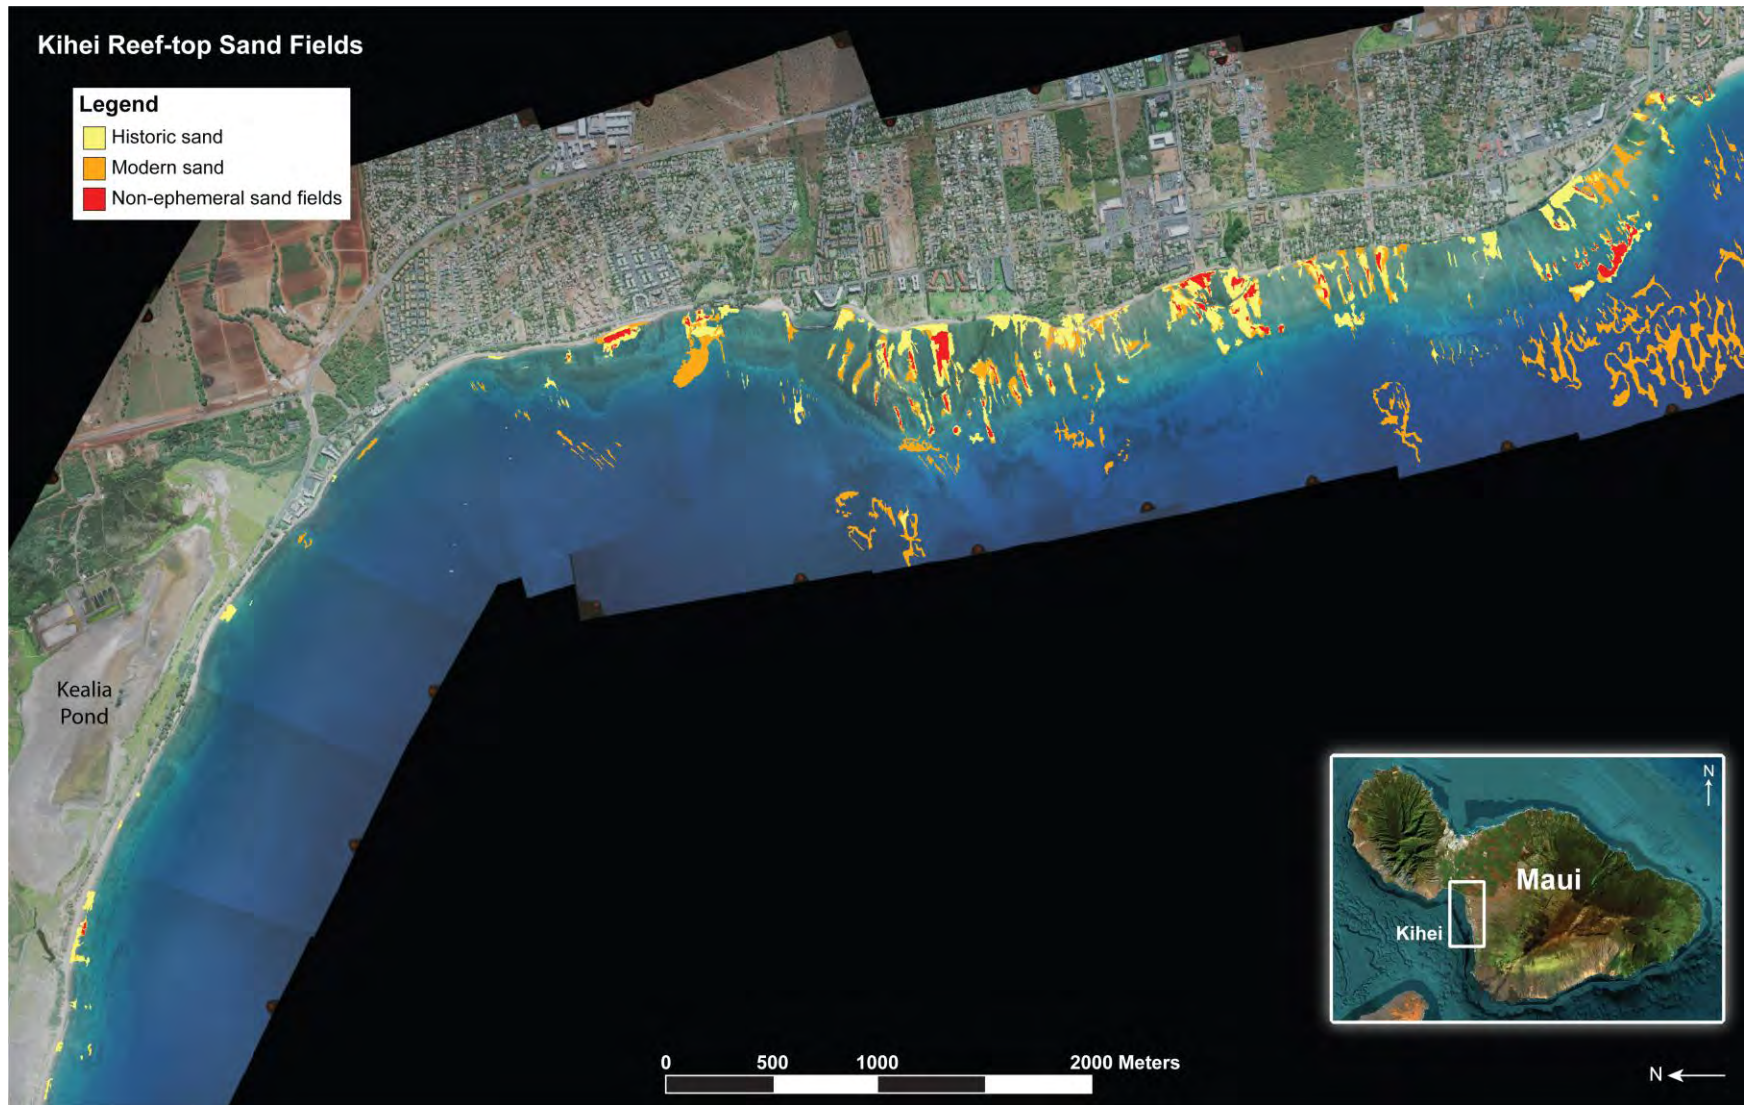 Kihei Reef-top Sand Fields
Legend
Historic sand
Modern sand
Non-ephemeral sand fields
Kealia
Pond
N
Maui
Kihei
0 500 1000 2000 Meters
N